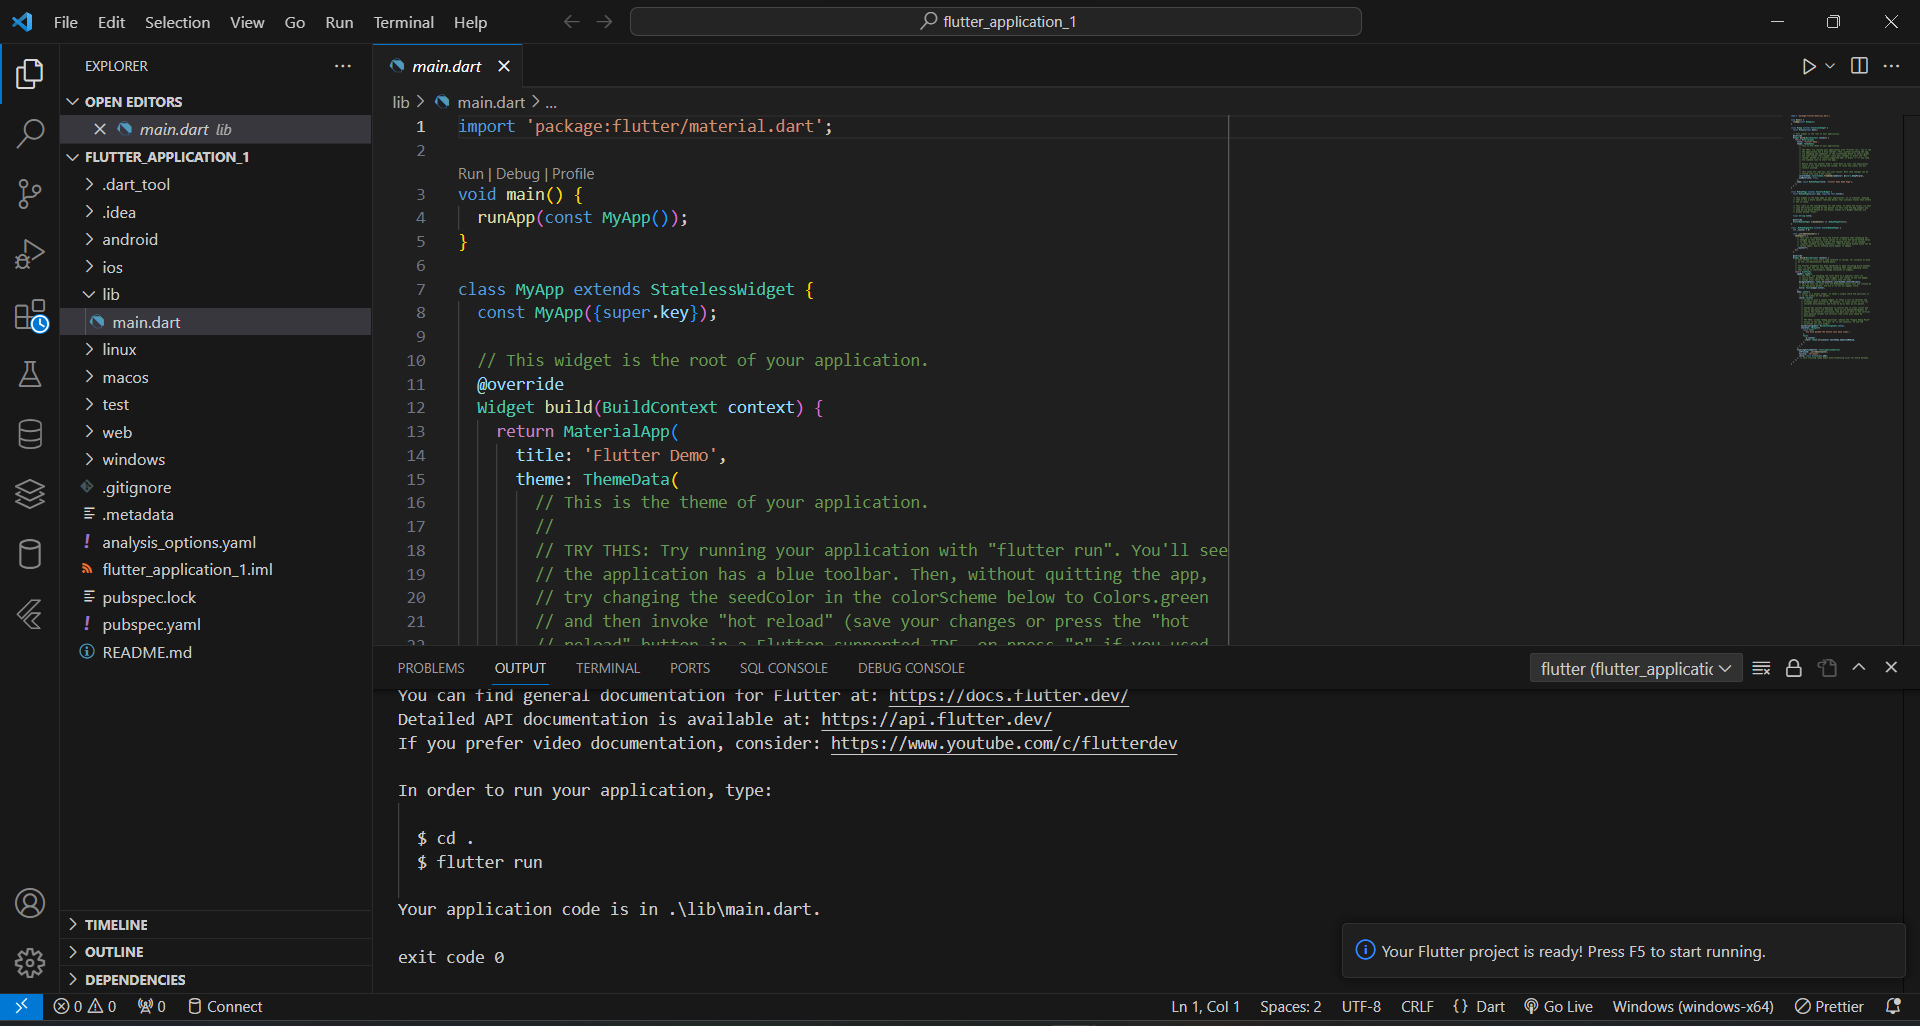 File Edit Selection View Go Run Terminal Help
flutter_application_1
EXPLORER
OPEN EDITORS
main.dart lib
FLUTTER_APPLICATION_1
.dart_tool
.idea
android
ios
lib
main.dart
linux
macos
test
web
windows
.gitignore
.metadata
analysis_options.yaml
flutter_application_1.iml
pubspec.lock
pubspec.yaml
README.md
TIMELINE
OUTLINE
DEPENDENCIES
main.dart
lib > main.dart > ...
1 import 'package:flutter/material.dart';
2
Run | Debug | Profile
3 void main() {
4 runApp(const MyApp());
5 }
6
7 class MyApp extends StatelessWidget {
8 const MyApp({super.key});
9
10 // This widget is the root of your application.
11 @override
12 Widget build(BuildContext context) {
13 return MaterialApp(
14 title: 'Flutter Demo',
15 theme: ThemeData(
16 // This is the theme of your application.
17 //
18 // TRY THIS: Try running your application with "flutter run". You'll see
19 // the application has a blue toolbar. Then, without quitting the app,
20 // try changing the seedColor in the colorScheme below to Colors.green
21 // and then invoke "hot reload" (save your changes or press the "hot
22 // reload" button in a Flutter-supported IDE, or press "r" if you used
PROBLEMS OUTPUT TERMINAL PORTS SQL CONSOLE DEBUG CONSOLE
flutter (flutter_applicatic
You can find general documentation for Flutter at: https://docs.flutter.dev/
Detailed API documentation is available at: https://api.flutter.dev/
If you prefer video documentation, consider: https://www.youtube.com/c/flutterdev
In order to run your application, type:
$ cd .
$ flutter run
Your application code is in .\lib\main.dart.
exit code 0
Your Flutter project is ready! Press F5 to start running.
0 0 0 Connect
Ln 1, Col 1 Spaces: 2 UTF-8 CRLF {} Dart Go Live Windows (windows-x64) Prettier